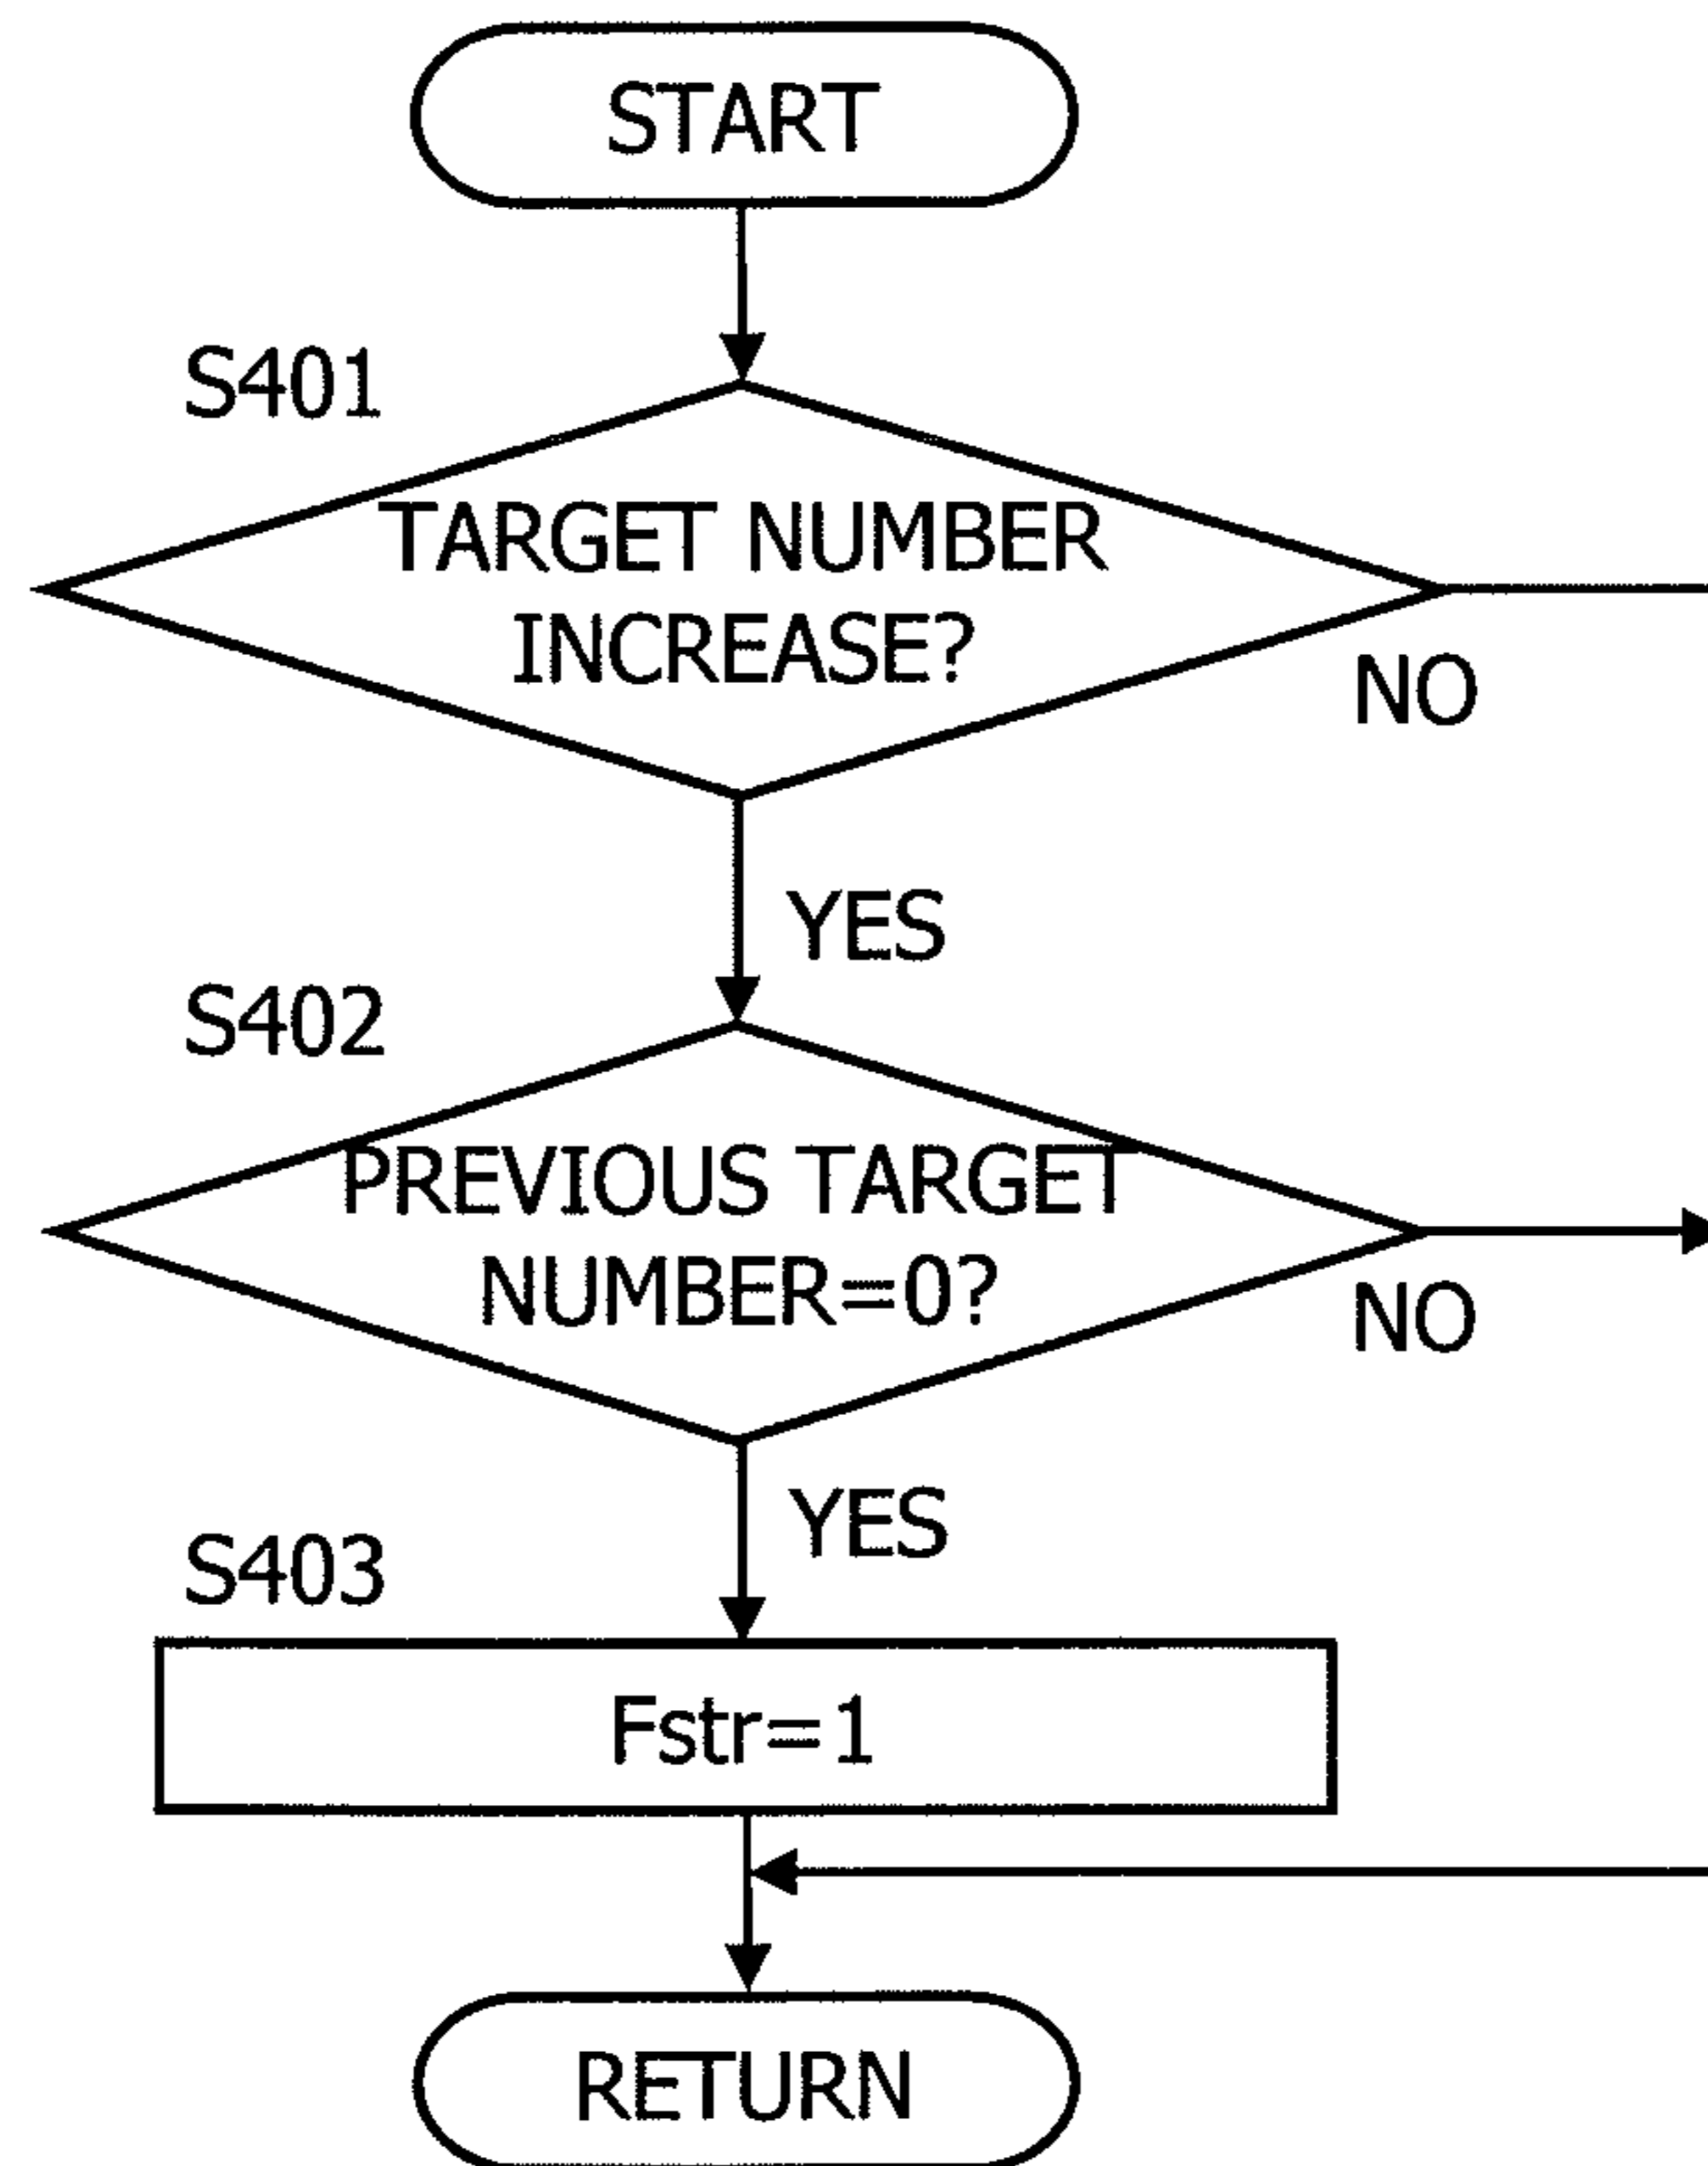 START
S401
TARGET NUMBER
INCREASE?
NO
YES
S402
PREVIOUS TARGET
NUMBER=0?
NO
YES
S403
Fstr=1
RETURN